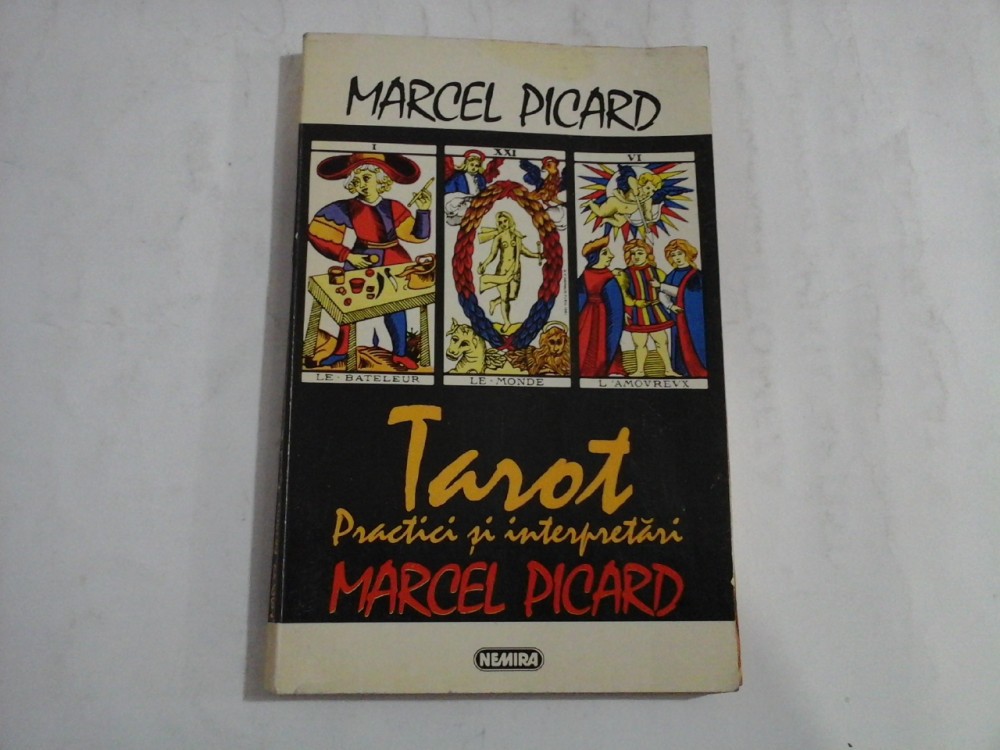 MARCEL PICARD
I
XXI
VI
LE·BATELEUR
LE·MONDE
L'AMOVREVX
Tarot
Practici și interpretări
MARCEL PICARD
NEMIRA